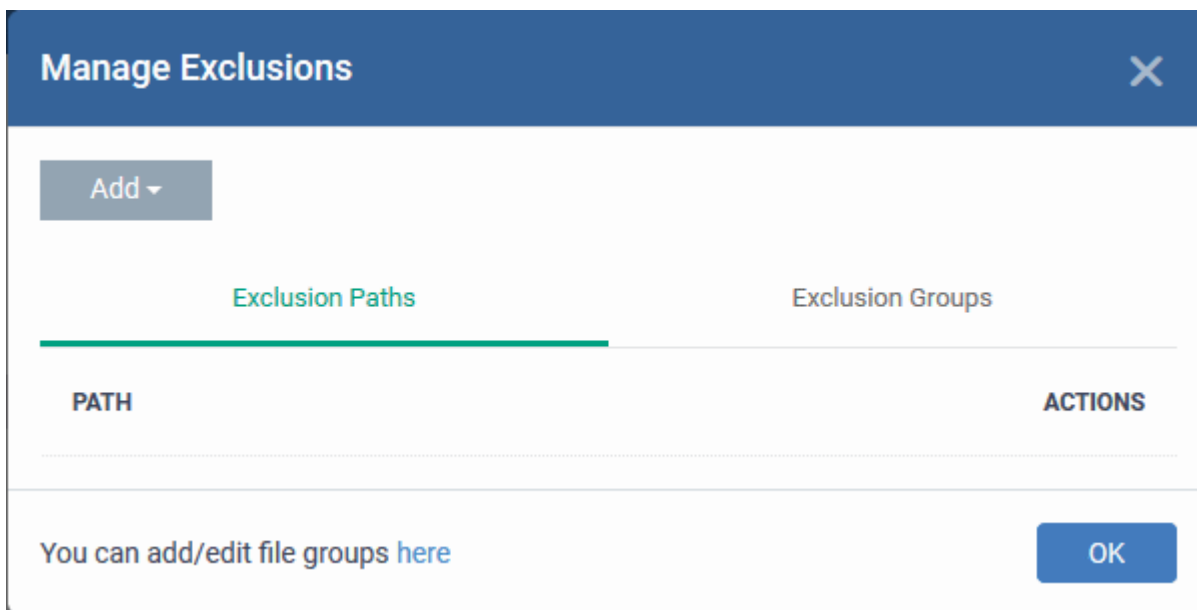 Manage Exclusions
Add
Exclusion Paths Exclusion Groups
PATH ACTIONS
You can add/edit file groups here OK